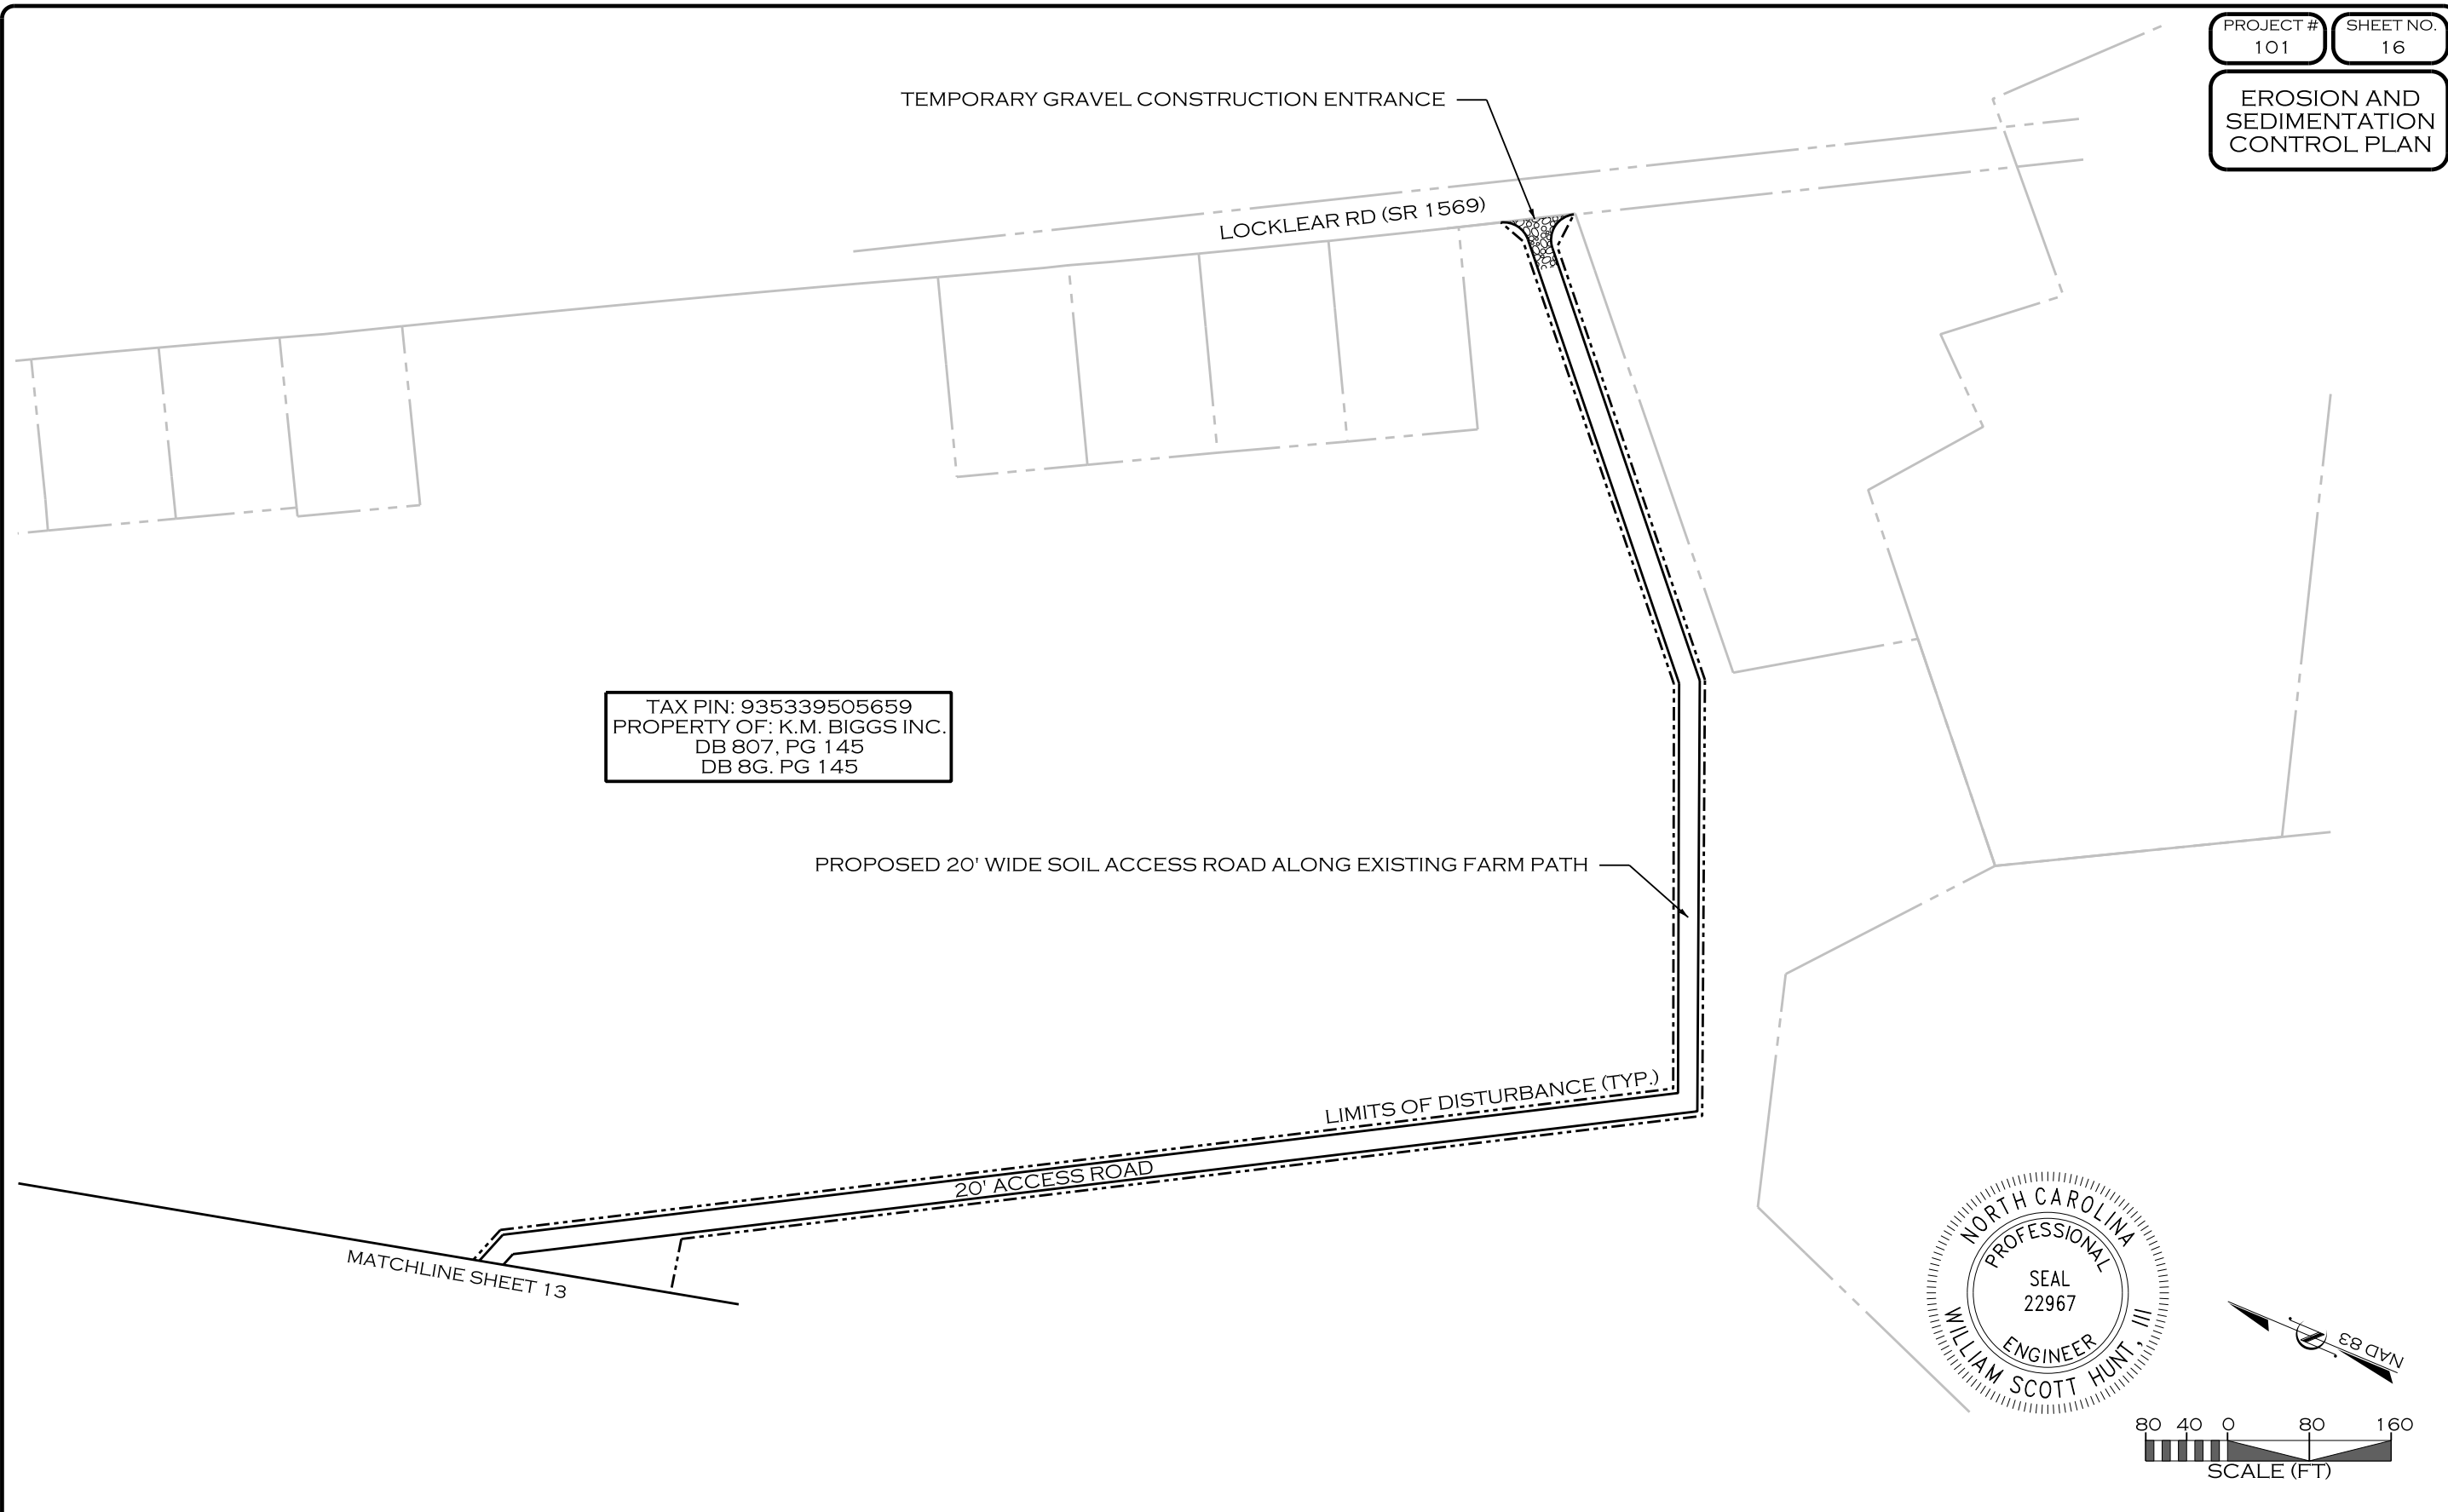 PROJECT #
101
SHEET NO.
16
EROSION AND
SEDIMENTATION
CONTROL PLAN
TEMPORARY GRAVEL CONSTRUCTION ENTRANCE
LOCKLEAR RD (SR 1569)
TAX PIN: 935339505659
PROPERTY OF: K.M. BIGGS INC.
DB 807, PG 145
DB 8G. PG 145
PROPOSED 20' WIDE SOIL ACCESS ROAD ALONG EXISTING FARM PATH
LIMITS OF DISTURBANCE (TYP.)
20' ACCESS ROAD
MATCHLINE SHEET 13
NORTH CAROLINA
PROFESSIONAL
SEAL
22967
ENGINEER
WILLIAM SCOTT HUNT, III
N
NAD 83
80 40 0 80 160
SCALE (FT)